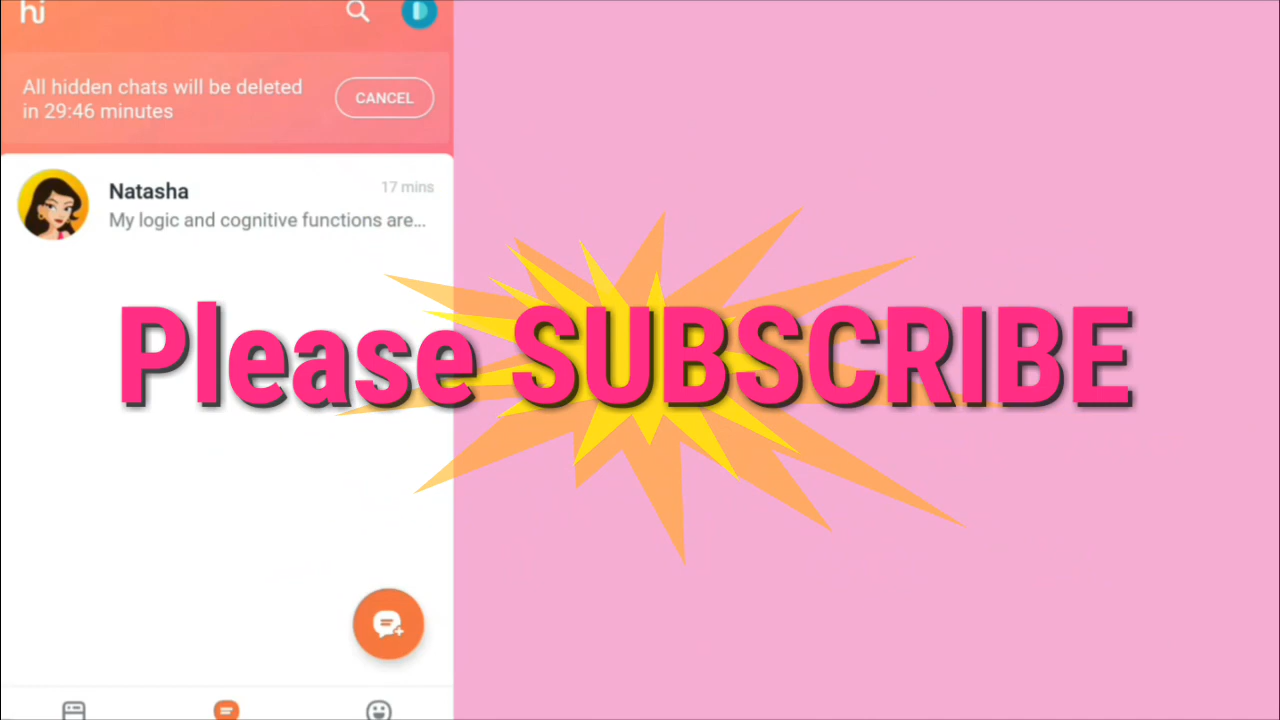 hi
All hidden chats will be deleted
in 29:46 minutes
CANCEL
Natasha
17 mins
My logic and cognitive functions are...
Please SUBSCRIBE